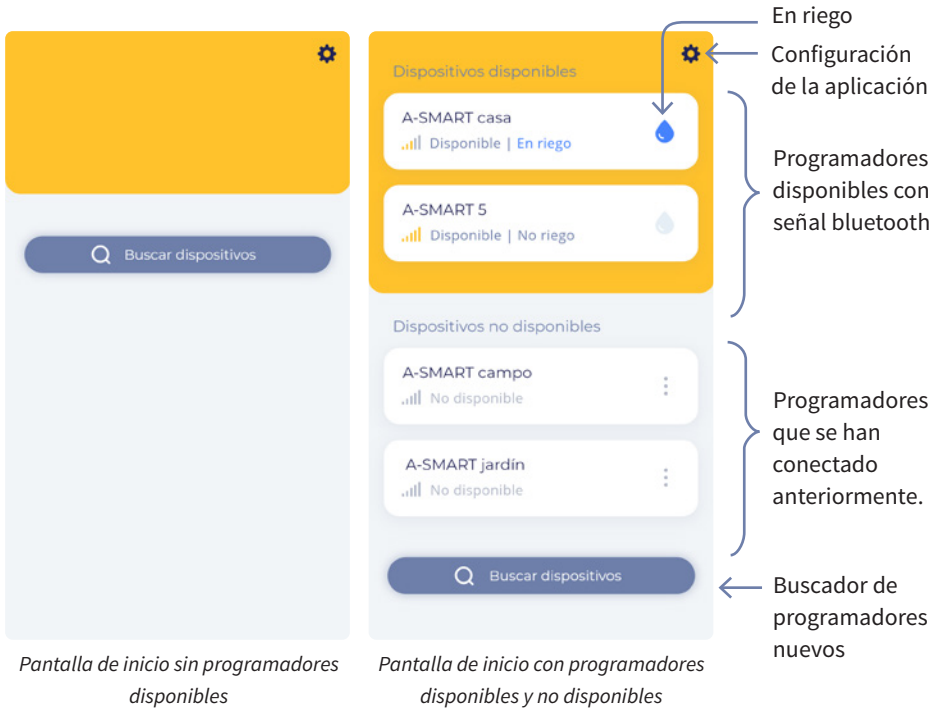 Buscar dispositivos
Pantalla de inicio sin programadores
disponibles
Dispositivos disponibles
A-SMART casa
Disponible | En riego
A-SMART 5
Disponible | No riego
Dispositivos no disponibles
A-SMART campo
No disponible
A-SMART jardín
No disponible
Buscar dispositivos
Pantalla de inicio con programadores
disponibles y no disponibles
En riego
Configuración
de la aplicación
Programadores
disponibles con
señal bluetooth
Programadores
que se han
conectado
anteriormente.
Buscador de
programadores
nuevos